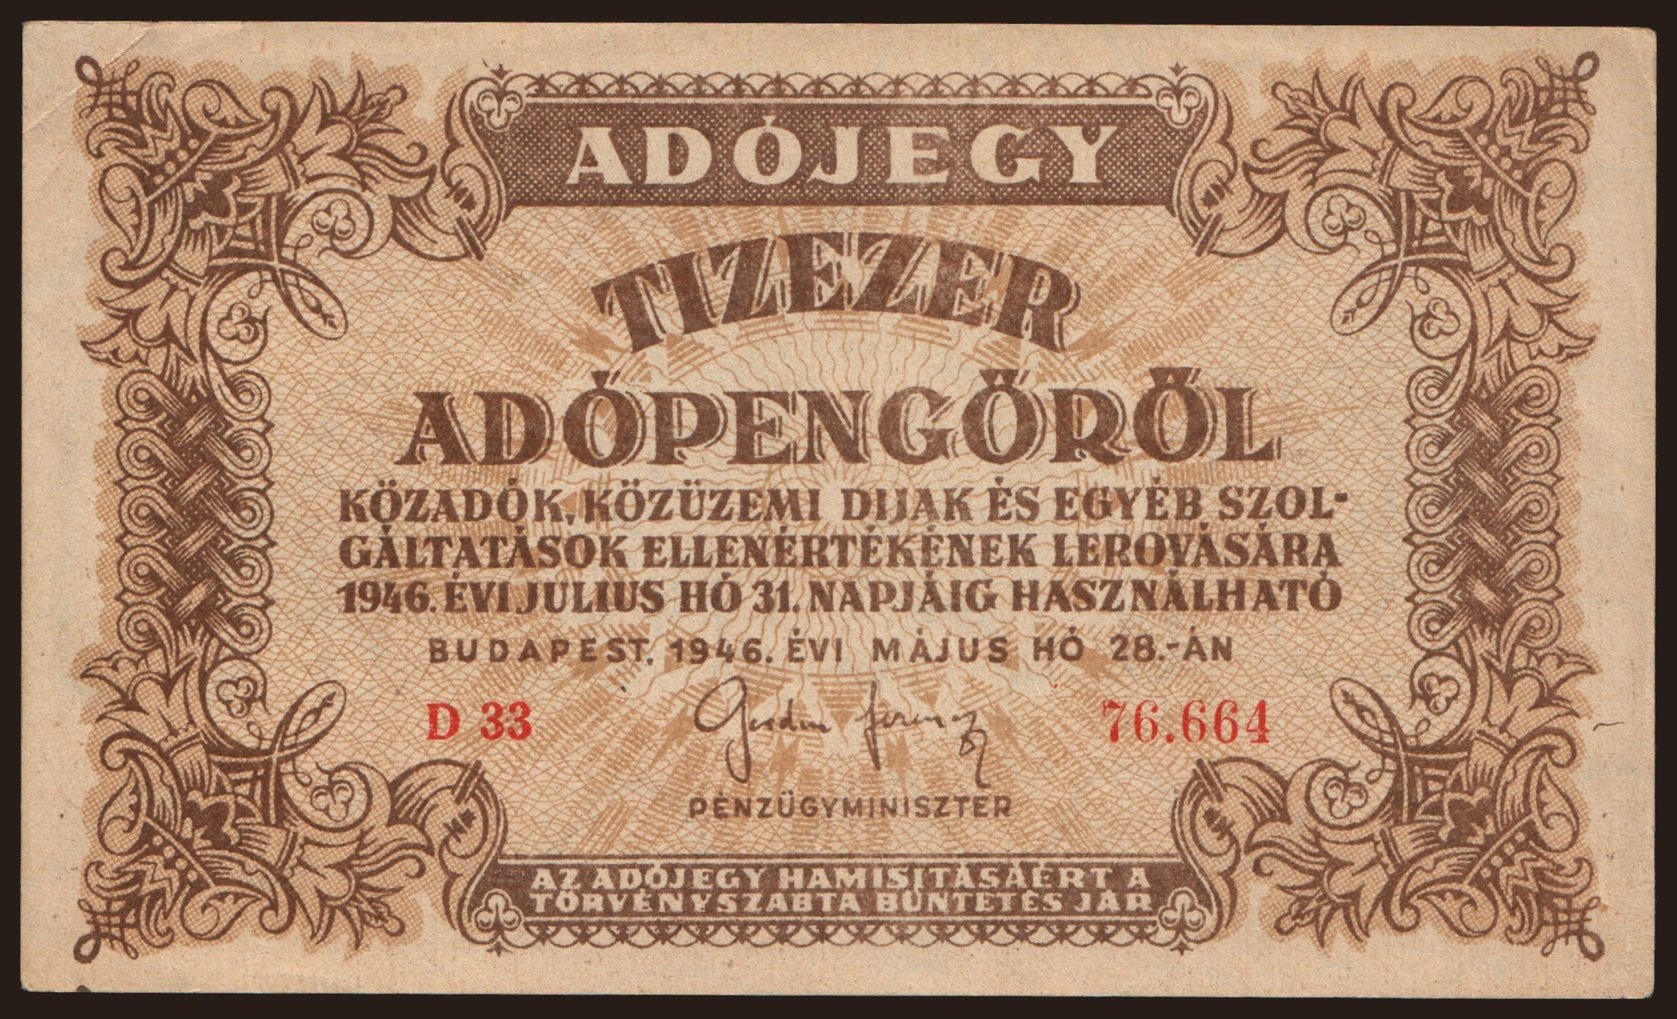 ADÓJEGY
TIZEZER
ADÓPENGŐRŐL
KÖZADÓK, KÖZÜZEMI DIJAK ÉS EGYÉB SZOL-
GÁLTATÁSOK ELLENÉRTÉKÉNEK LEROVÁSÁRA
1946. ÉVI JULIUS HÓ 31. NAPJÁIG HASZNÁLHATÓ
BUDAPEST, 1946. ÉVI MÁJUS HÓ 28.-ÁN
D 33 76.664
PÉNZÜGYMINISZTER
AZ ADÓJEGY HAMISITÁSÁÉRT A
TÖRVÉNYSZABTA BÜNTETÉS JÁR